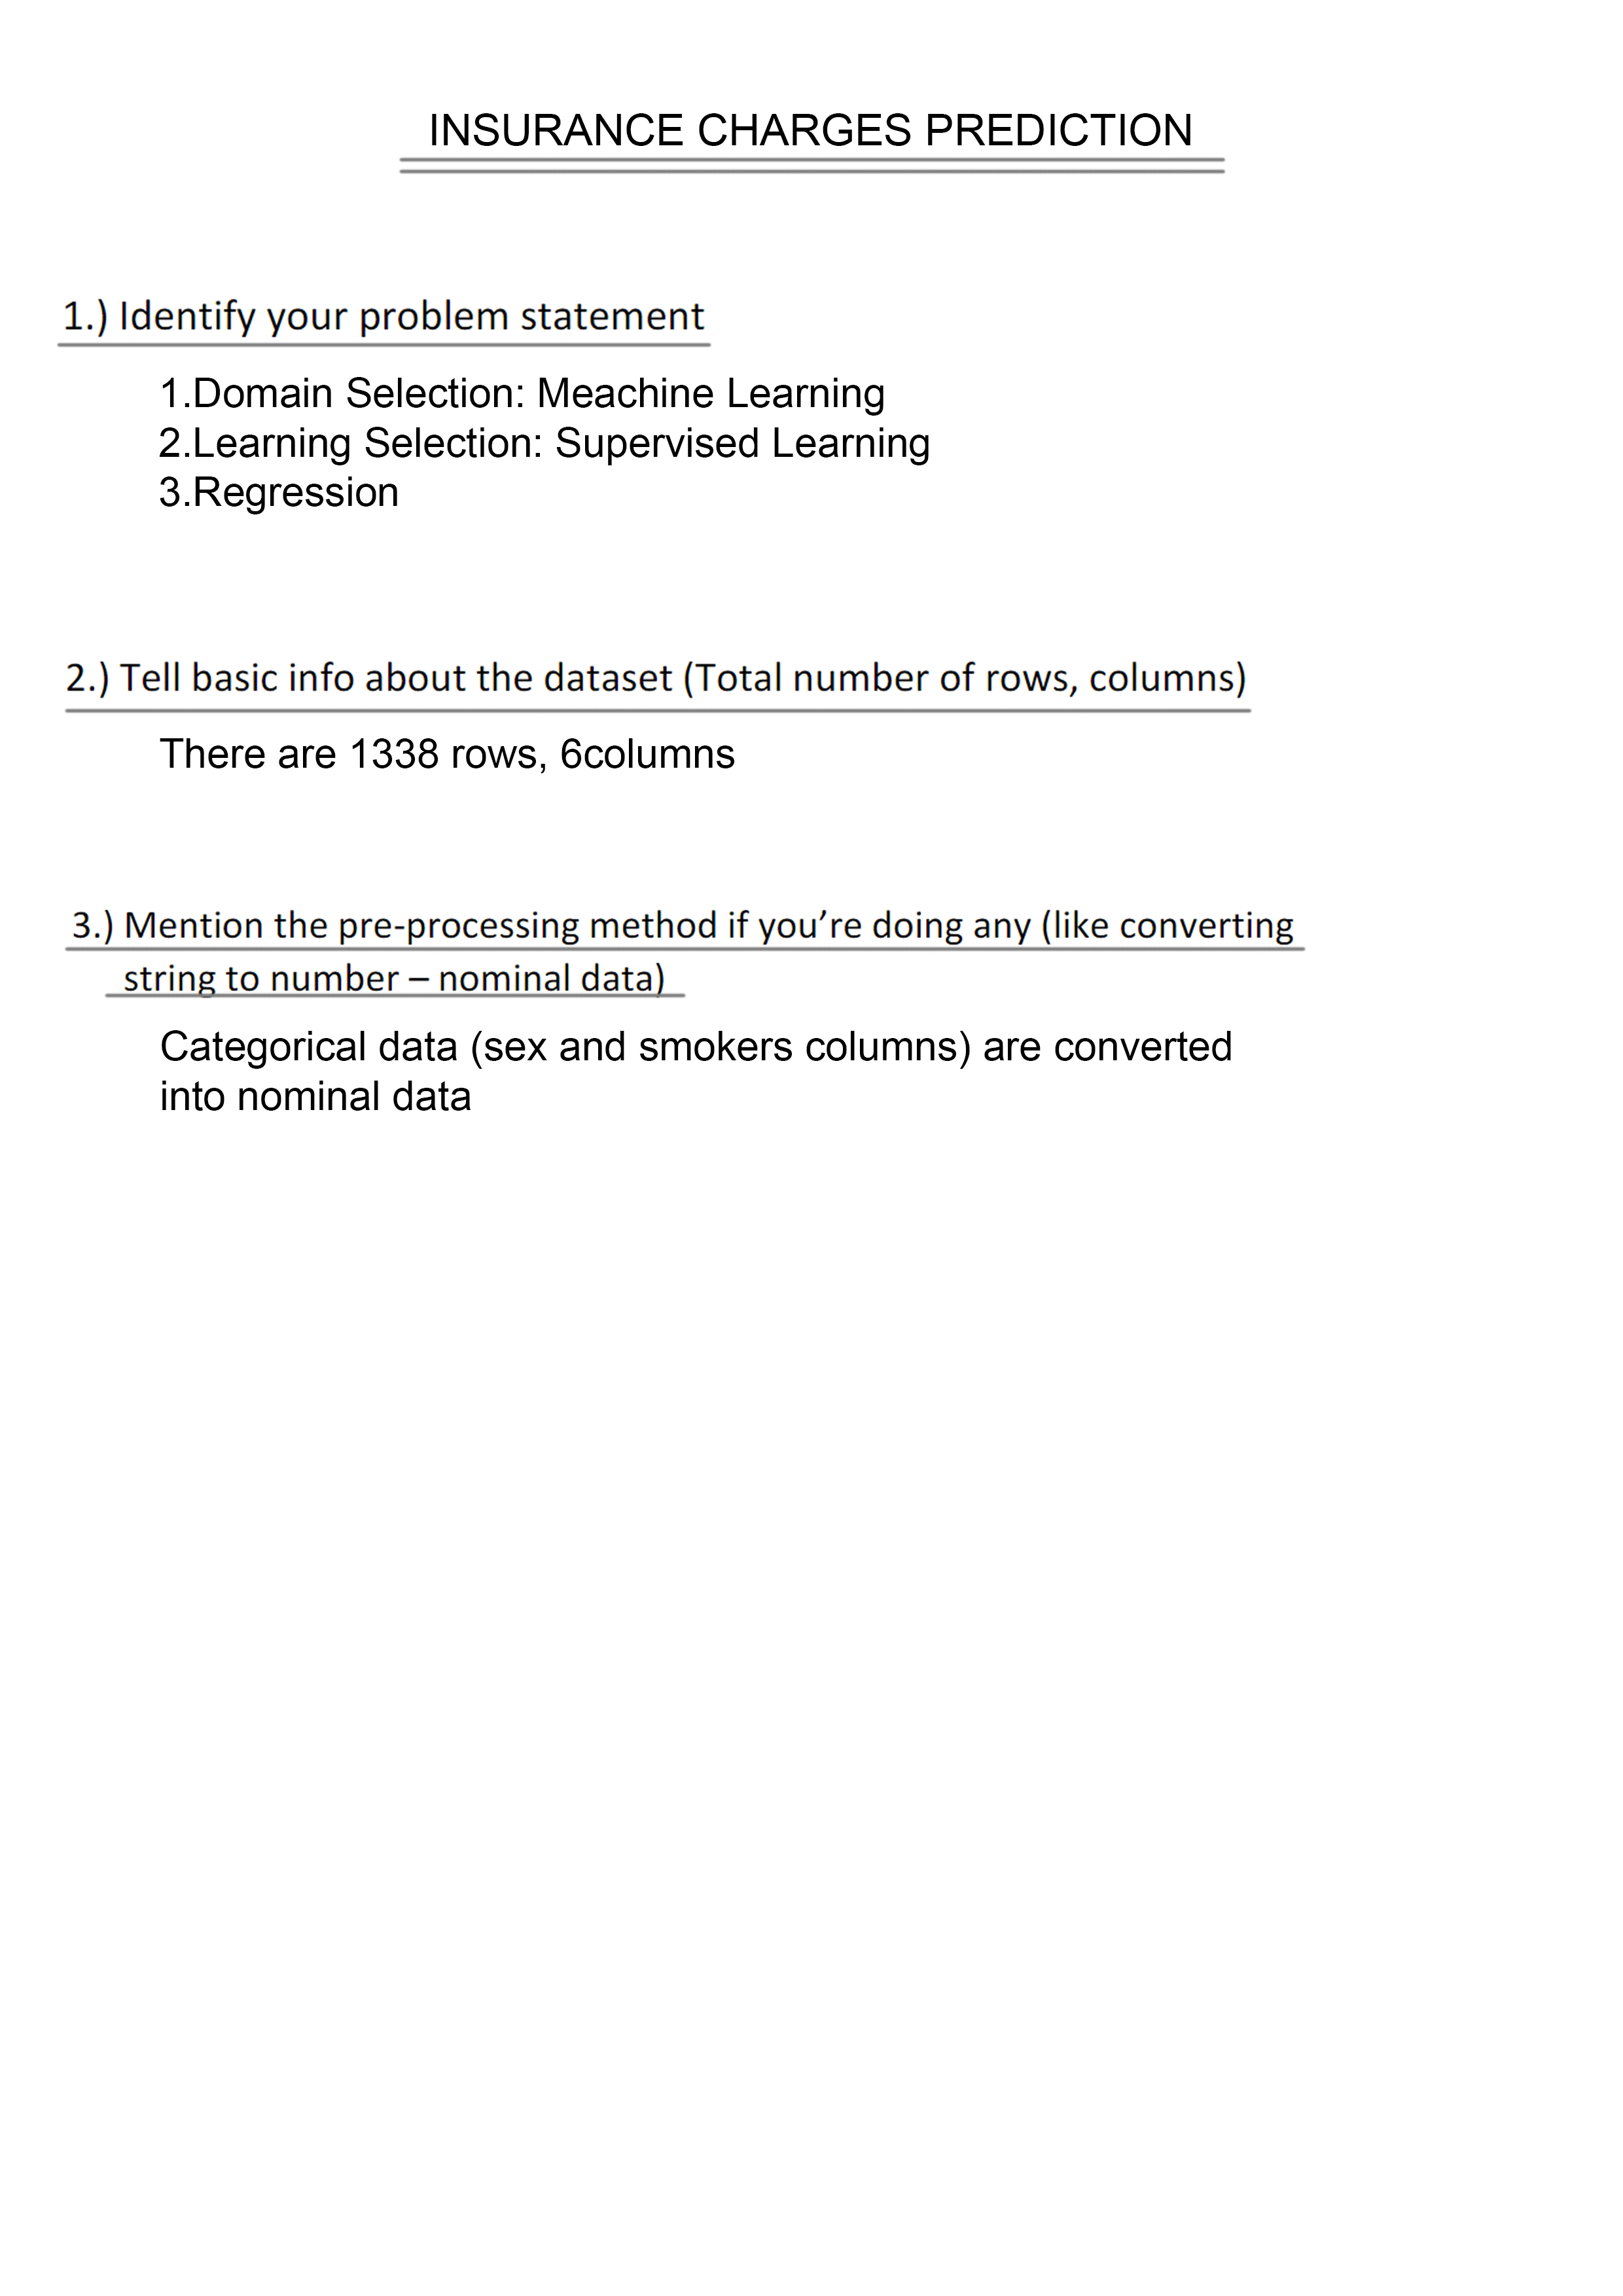 INSURANCE CHARGES PREDICTION
1.) Identify your problem statement
1.Domain Selection: Meachine Learning
2.Learning Selection: Supervised Learning
3.Regression
2.) Tell basic info about the dataset (Total number of rows, columns)
There are 1338 rows, 6columns
3.) Mention the pre-processing method if you’re doing any (like converting
string to number – nominal data)
Categorical data (sex and smokers columns) are converted
into nominal data